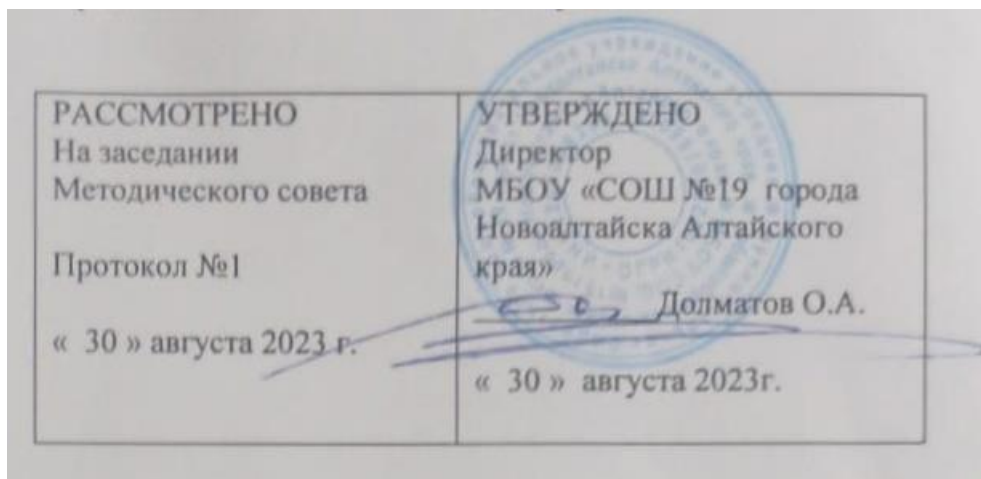 РАССМОТРЕНО
На заседании
Методического совета
Протокол №1
« 30 » августа 2023 г.
УТВЕРЖДЕНО
Директор
МБОУ «СОШ №19 города
Новоалтайска Алтайского
края»
Долматов О.А.
« 30 » августа 2023г.